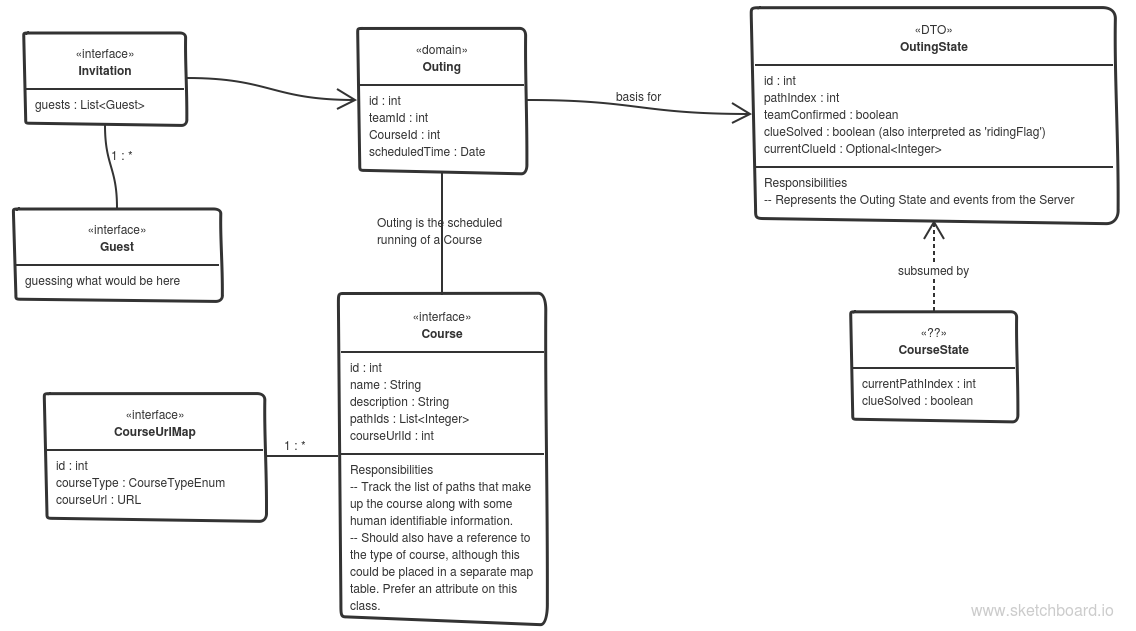 «interface»
Invitation
guests : List<Guest>
1 : *
«interface»
Guest
guessing what would be here
«domain»
Outing
id : int
teamId : int
CourseId : int
scheduledTime : Date
basis for
«DTO»
OutingState
id : int
pathIndex : int
teamConfirmed : boolean
clueSolved : boolean (also interpreted as 'ridingFlag')
currentClueId : Optional<Integer>
Responsibilities
-- Represents the Outing State and events from the Server
Outing is the scheduled
running of a Course
subsumed by
«??»
CourseState
currentPathIndex : int
clueSolved : boolean
«interface»
Course
id : int
name : String
description : String
pathIds : List<Integer>
courseUrlId : int
Responsibilities
-- Track the list of paths that make
up the course along with some
human identifiable information.
-- Should also have a reference to
the type of course, although this
could be placed in a separate map
table. Prefer an attribute on this
class.
1 : *
«interface»
CourseUrlMap
id : int
courseType : CourseTypeEnum
courseUrl : URL
www.sketchboard.io